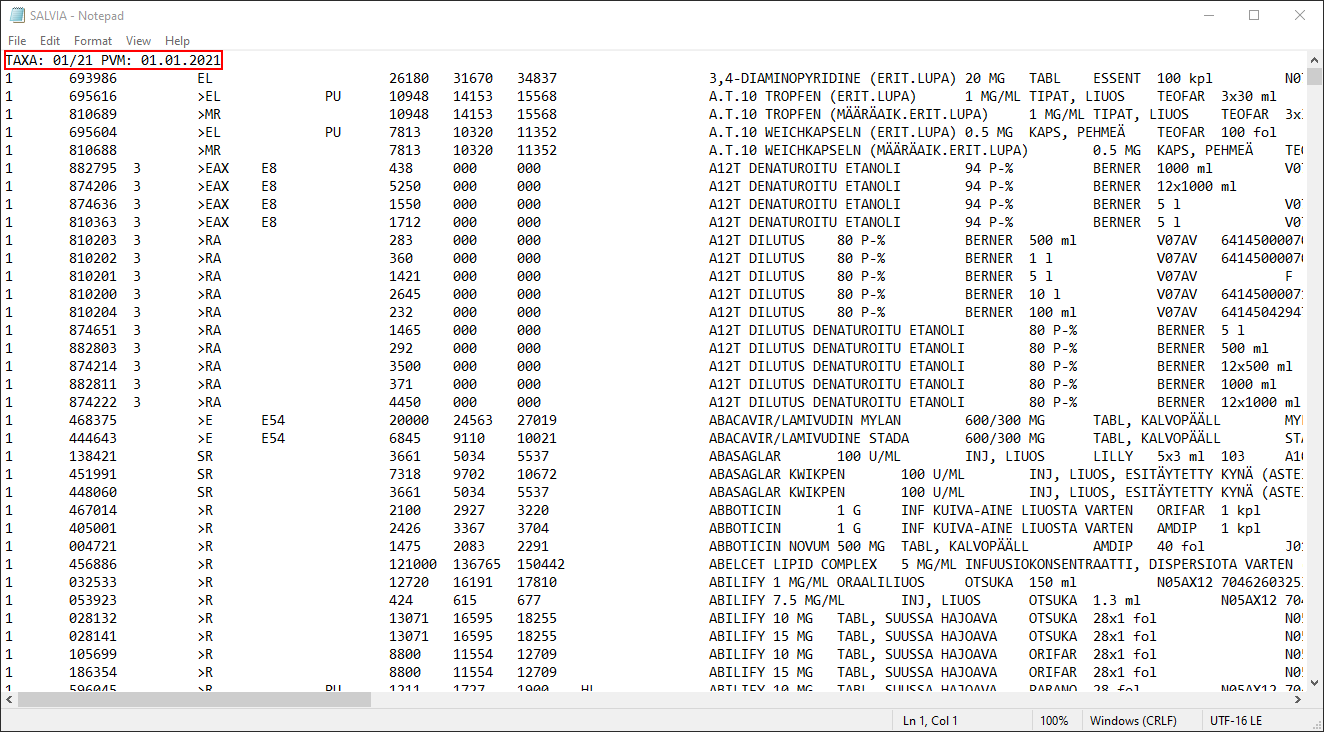 SALVIA - Notepad
File Edit Format View Help
TAXA: 01/21 PVM: 01.01.2021
1 693986 EL 26180 31670 34837 3,4-DIAMINOPYRIDINE (ERIT.LUPA) 20 MG TABL ESSENT 100 kpl N0
1 695616 >EL PU 10948 14153 15568 A.T.10 TROPFEN (ERIT.LUPA) 1 MG/ML TIPAT, LIUOS TEOFAR 3x30 ml
1 810689 >MR 10948 14153 15568 A.T.10 TROPFEN (MÄÄRÄAIK.ERIT.LUPA) 1 MG/ML TIPAT, LIUOS TEOFAR 3x
1 695604 >EL PU 7813 10320 11352 A.T.10 WEICHKAPSELN (ERIT.LUPA) 0.5 MG KAPS, PEHMEÄ TEOFAR 100 fol
1 810688 >MR 7813 10320 11352 A.T.10 WEICHKAPSELN (MÄÄRÄAIK.ERIT.LUPA) 0.5 MG KAPS, PEHMEÄ TEO
1 882795 3 >EAX E8 438 000 000 A12T DENATUROITU ETANOLI 94 P-% BERNER 1000 ml V0
1 874206 3 >EAX E8 5250 000 000 A12T DENATUROITU ETANOLI 94 P-% BERNER 12x1000 ml
1 874636 3 >EAX E8 1550 000 000 A12T DENATUROITU ETANOLI 94 P-% BERNER 5 l V0
1 810363 3 >EAX E8 1712 000 000 A12T DENATUROITU ETANOLI 94 P-% BERNER 5 l V0
1 810203 3 >RA 283 000 000 A12T DILUTUS 80 P-% BERNER 500 ml V07AV 641450007
1 810202 3 >RA 360 000 000 A12T DILUTUS 80 P-% BERNER 1 l V07AV 641450007
1 810201 3 >RA 1421 000 000 A12T DILUTUS 80 P-% BERNER 5 l V07AV F
1 810200 3 >RA 2645 000 000 A12T DILUTUS 80 P-% BERNER 10 l V07AV 641450007
1 810204 3 >RA 232 000 000 A12T DILUTUS 80 P-% BERNER 100 ml V07AV 6414504294
1 874651 3 >RA 1465 000 000 A12T DILUTUS DENATUROITU ETANOLI 80 P-% BERNER 5 l
1 882803 3 >RA 292 000 000 A12T DILUTUS DENATUROITU ETANOLI 80 P-% BERNER 500 ml
1 874214 3 >RA 3500 000 000 A12T DILUTUS DENATUROITU ETANOLI 80 P-% BERNER 12x500 ml
1 882811 3 >RA 371 000 000 A12T DILUTUS DENATUROITU ETANOLI 80 P-% BERNER 1000 ml
1 874222 3 >RA 4450 000 000 A12T DILUTUS DENATUROITU ETANOLI 80 P-% BERNER 12x1000 ml
1 468375 >E E54 20000 24563 27019 ABACAVIR/LAMIVUDIN MYLAN 600/300 MG TABL, KALVOPÄÄLL MY
1 444643 >E E54 6845 9110 10021 ABACAVIR/LAMIVUDINE STADA 600/300 MG TABL, KALVOPÄÄLL STA
1 138421 SR 3661 5034 5537 ABASAGLAR 100 U/ML INJ, LIUOS LILLY 5x3 ml 103 A10
1 451991 SR 7318 9702 10672 ABASAGLAR KWIKPEN 100 U/ML INJ, LIUOS, ESITÄYTETTY KYNÄ (ASTE
1 448060 SR 3661 5034 5537 ABASAGLAR KWIKPEN 100 U/ML INJ, LIUOS, ESITÄYTETTY KYNÄ (ASTE
1 467014 >R 2100 2927 3220 ABBOTICIN 1 G INF KUIVA-AINE LIUOSTA VARTEN ORIFAR 1 kpl
1 405001 >R 2426 3367 3704 ABBOTICIN 1 G INF KUIVA-AINE LIUOSTA VARTEN AMDIP 1 kpl
1 004721 >R 1475 2083 2291 ABBOTICIN NOVUM 500 MG TABL, KALVOPÄÄLL AMDIP 40 fol J0
1 456886 >R 121000 136765 150442 ABELCET LIPID COMPLEX 5 MG/ML INFUUSIOKONSENTRAATTI, DISPERSIOTA VARTEN
1 032533 >R 12720 16191 17810 ABILIFY 1 MG/ML ORAALILIUOS OTSUKA 150 ml N05AX12 7046260325
1 053923 >R 424 615 677 ABILIFY 7.5 MG/ML INJ, LIUOS OTSUKA 1.3 ml N05AX12 704
1 028132 >R 13071 16595 18255 ABILIFY 10 MG TABL, SUUSSA HAJOAVA OTSUKA 28x1 fol N0
1 028141 >R 13071 16595 18255 ABILIFY 15 MG TABL, SUUSSA HAJOAVA OTSUKA 28x1 fol N0
1 105699 >R 8800 11554 12709 ABILIFY 10 MG TABL, SUUSSA HAJOAVA ORIFAR 28x1 fol N0
1 186354 >R 8800 11554 12709 ABILIFY 15 MG TABL, SUUSSA HAJOAVA ORIFAR 28x1 fol N0
1 596045 >R PU 1211 1727 1900 HL ABILIFY 10 MG TABL, SUUSSA HAJOAVA PARANO 28 fol N05AX12 704
Ln 1, Col 1 100% Windows (CRLF) UTF-16 LE